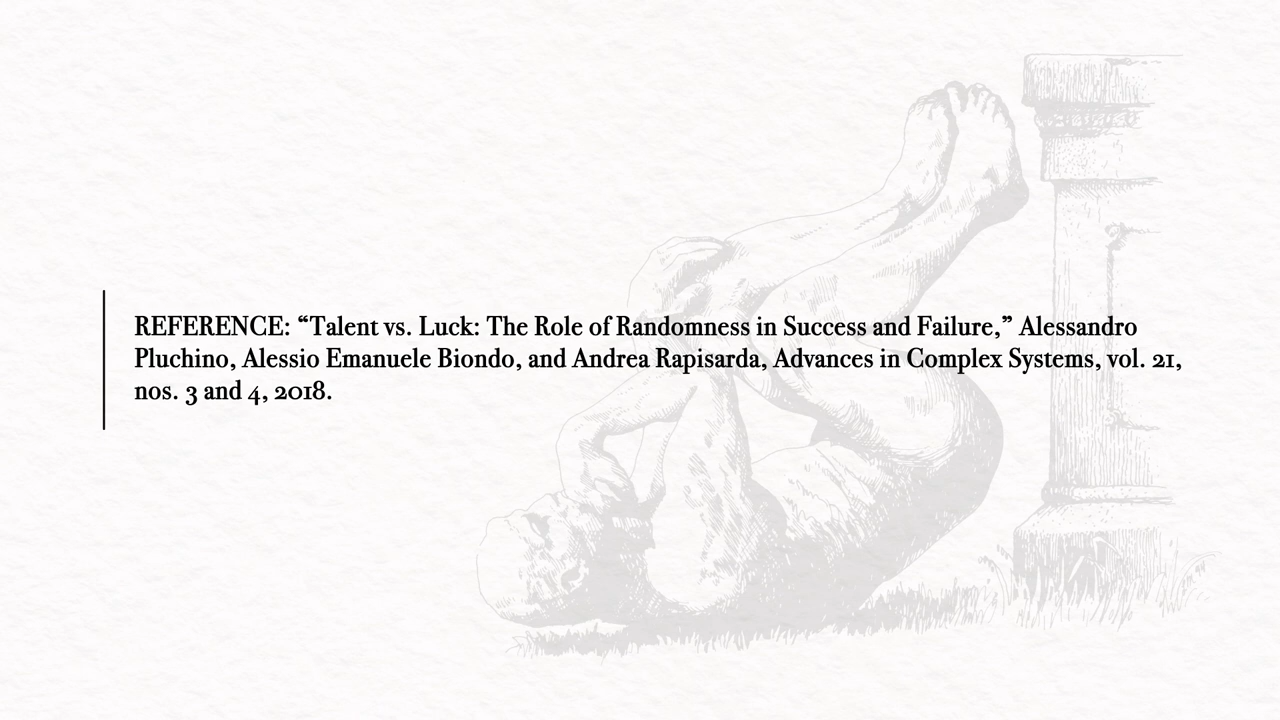 REFERENCE: “Talent vs. Luck: The Role of Randomness in Success and Failure,” Alessandro
Pluchino, Alessio Emanuele Biondo, and Andrea Rapisarda, Advances in Complex Systems, vol. 21,
nos. 3 and 4, 2018.